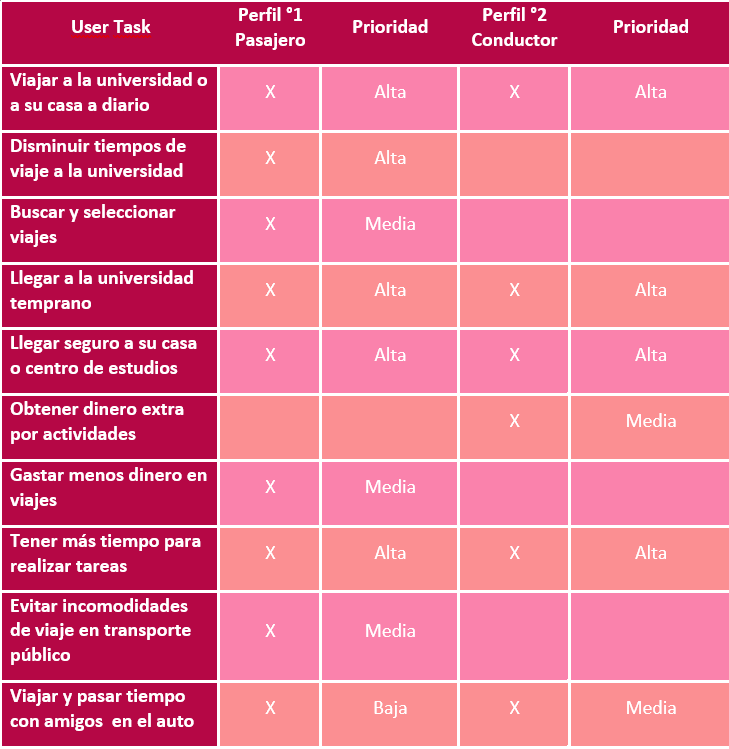 User Task Perfil °1 Pasajero Prioridad Perfil °2 Conductor Prioridad
Viajar a la universidad o
a su casa a diario X Alta X Alta
Disminuir tiempos de
viaje a la universidad X Alta
Buscar y seleccionar
viajes X Media
Llegar a la universidad
temprano X Alta X Alta
Llegar seguro a su casa
o centro de estudios X Alta X Alta
Obtener dinero extra
por actividades X Media
Gastar menos dinero en
viajes X Media
Tener más tiempo para
realizar tareas X Alta X Alta
Evitar incomodidades
de viaje en transporte
público X Media
Viajar y pasar tiempo
con amigos en el auto X Baja X Media